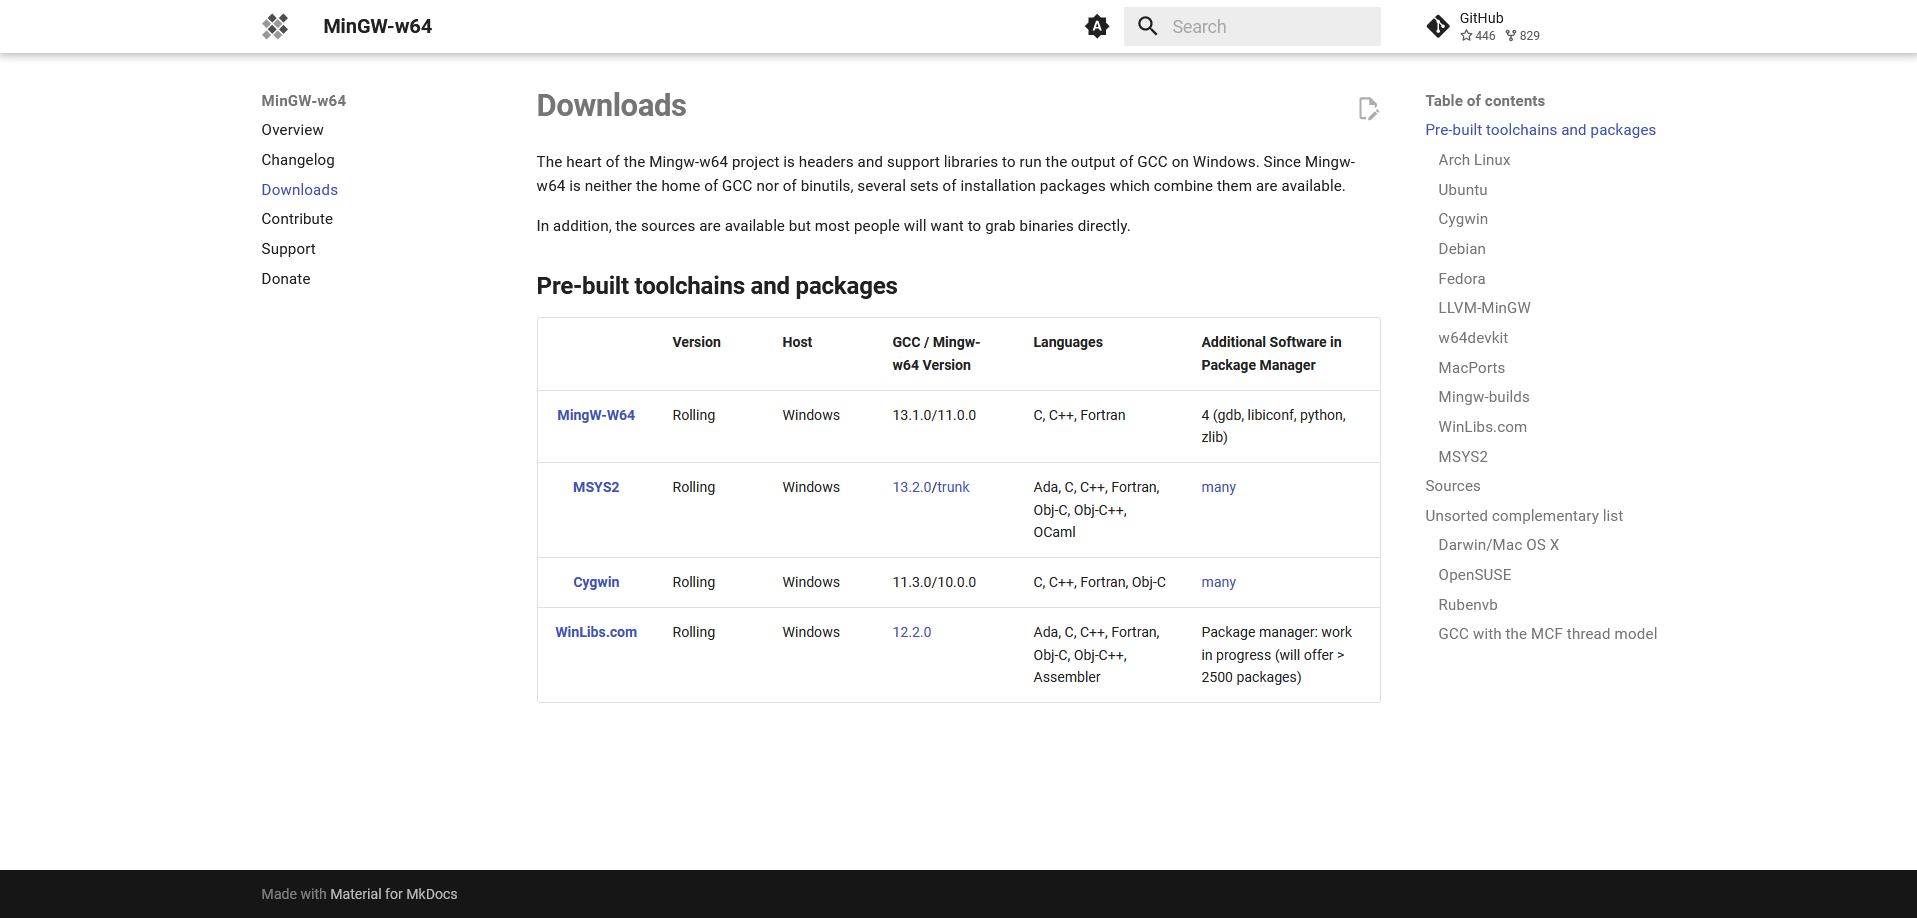 MinGW-w64
A
Search
GitHub
446 829
MinGW-w64
Overview
Changelog
Downloads
Contribute
Support
Donate
Downloads
The heart of the Mingw-w64 project is headers and support libraries to run the output of GCC on Windows. Since Mingw-
w64 is neither the home of GCC nor of binutils, several sets of installation packages which combine them are available.
In addition, the sources are available but most people will want to grab binaries directly.
Pre-built toolchains and packages
Version Host GCC / Mingw- Languages Additional Software in
w64 Version Package Manager
MingW-W64 Rolling Windows 13.1.0/11.0.0 C, C++, Fortran 4 (gdb, libiconf, python,
zlib)
MSYS2 Rolling Windows 13.2.0/trunk Ada, C, C++, Fortran, many
Obj-C, Obj-C++,
OCaml
Cygwin Rolling Windows 11.3.0/10.0.0 C, C++, Fortran, Obj-C many
WinLibs.com Rolling Windows 12.2.0 Ada, C, C++, Fortran, Package manager: work
Obj-C, Obj-C++, in progress (will offer >
Assembler 2500 packages)
Table of contents
Pre-built toolchains and packages
Arch Linux
Ubuntu
Cygwin
Debian
Fedora
LLVM-MinGW
w64devkit
MacPorts
Mingw-builds
WinLibs.com
MSYS2
Sources
Unsorted complementary list
Darwin/Mac OS X
OpenSUSE
Rubenvb
GCC with the MCF thread model
Made with Material for MkDocs